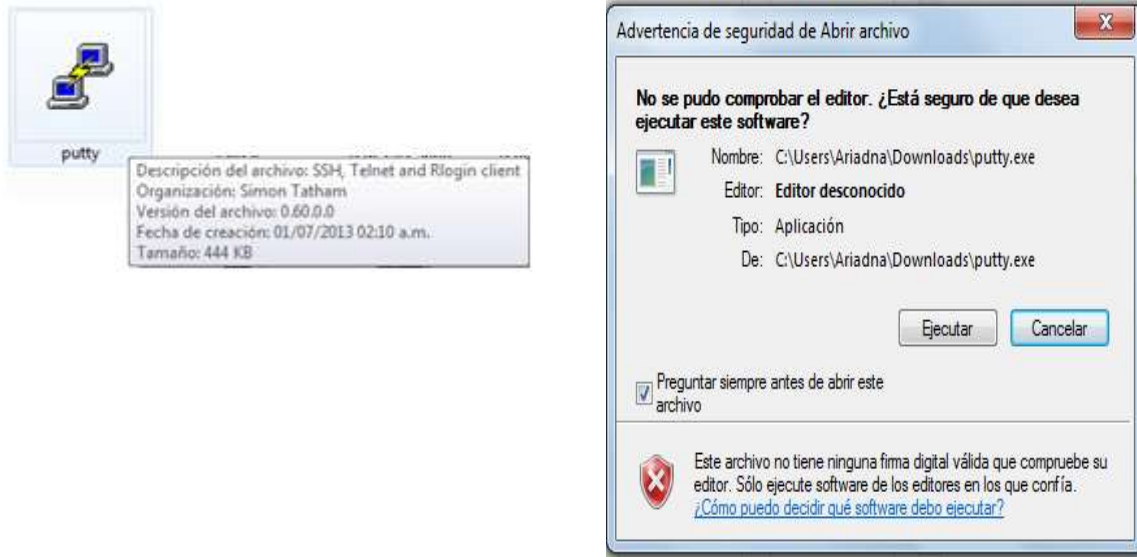 putty
Descripción del archivo: SSH, Telnet and Rlogin client
Organización: Simon Tatham
Versión del archivo: 0.60.0.0
Fecha de creación: 01/07/2013 02:10 a.m.
Tamaño: 444 KB
Advertencia de seguridad de Abrir archivo
No se pudo comprobar el editor. ¿Está seguro de que desea
ejecutar este software?
Nombre: C:\Users\Ariadna\Downloads\putty.exe
Editor: Editor desconocido
Tipo: Aplicación
De: C:\Users\Ariadna\Downloads\putty.exe
Ejecutar Cancelar
Preguntar siempre antes de abrir este
archivo
Este archivo no tiene ninguna firma digital válida que compruebe su
editor. Sólo ejecute software de los editores en los que confía.
¿Cómo puedo decidir qué software debo ejecutar?